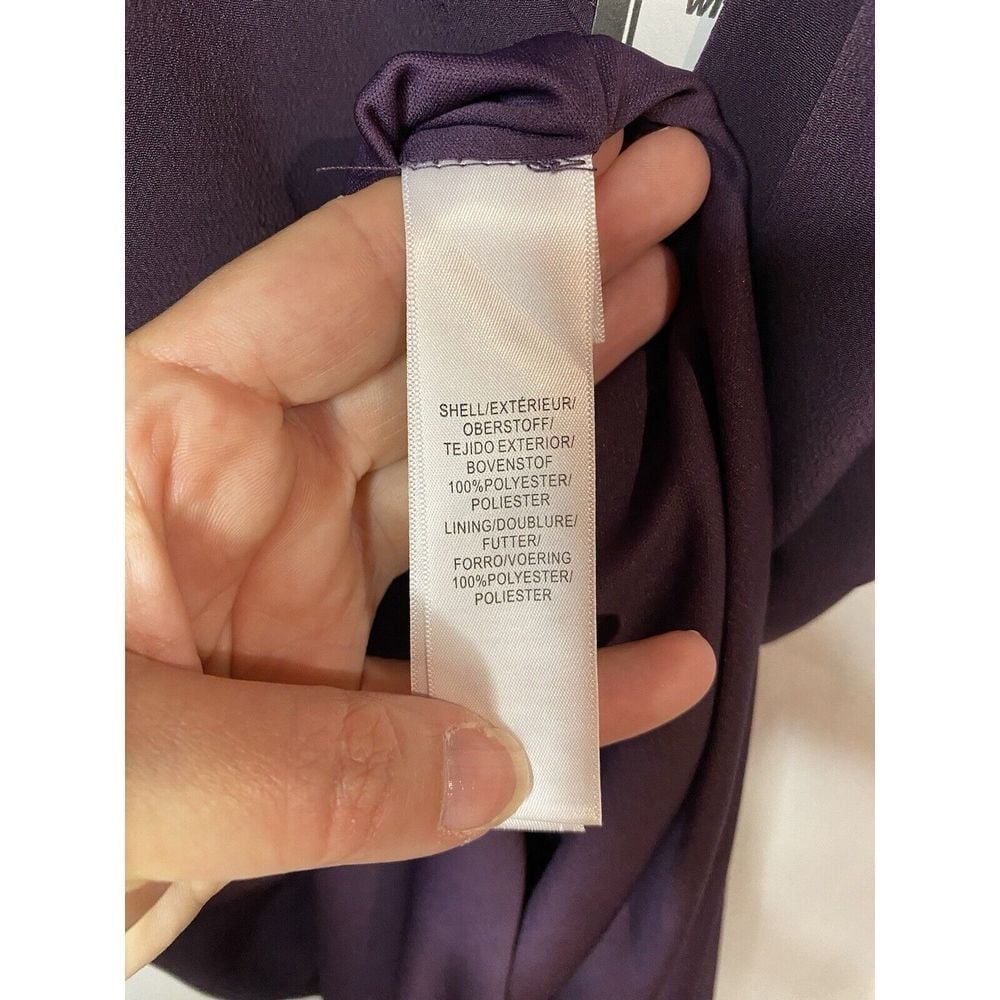 SHELL/EXTÉRIEUR/
OBERSTOFF/
TEJIDO EXTERIOR/
BOVENSTOF
100%POLYESTER/
POLIESTER
LINING/DOUBLURE/
FUTTER/
FORRO/VOERING
100%POLYESTER/
POLIESTER